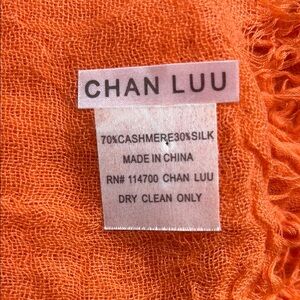 CHAN LUU
70%CASHMERE30%SILK
MADE IN CHINA
RN# 114700 CHAN LUU
DRY CLEAN ONLY